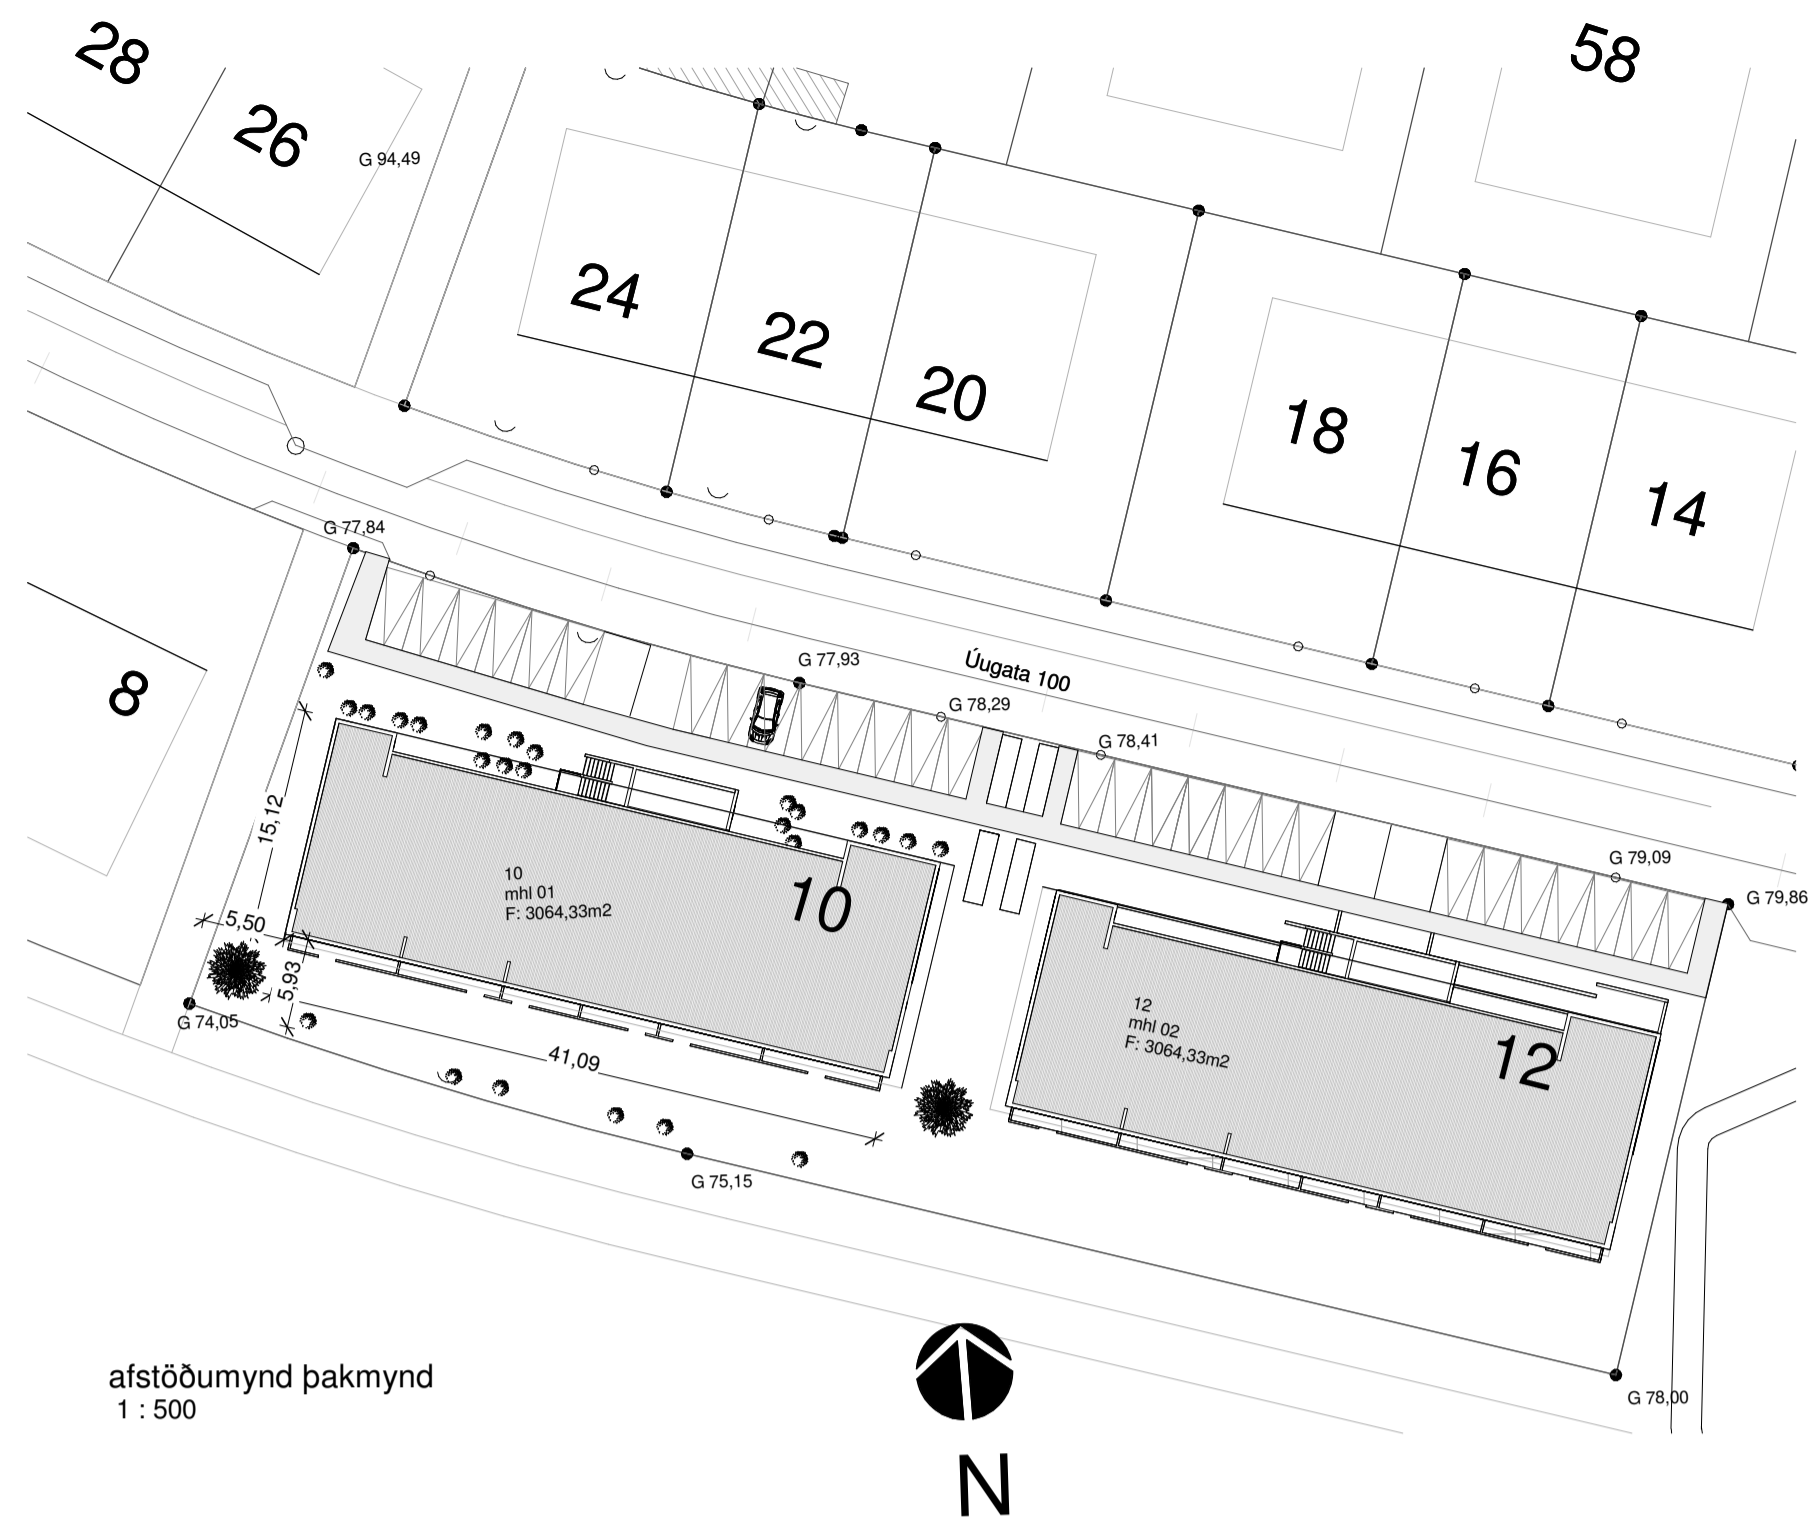 28
58
26
G 94,49
24
22
20
18
16
14
G 77,84
8
G 77,93
Úugata 100
G 78,29
G 78,41
G 79,09
G 79,86
15,12
10
mhl 01
F: 3064,33m2
10
5,50
5,93
12
mhl 02
F: 3064,33m2
12
G 74,05
41,09
G 75,15
afstöðumynd þakmynd
1 : 500
G 78,00
N